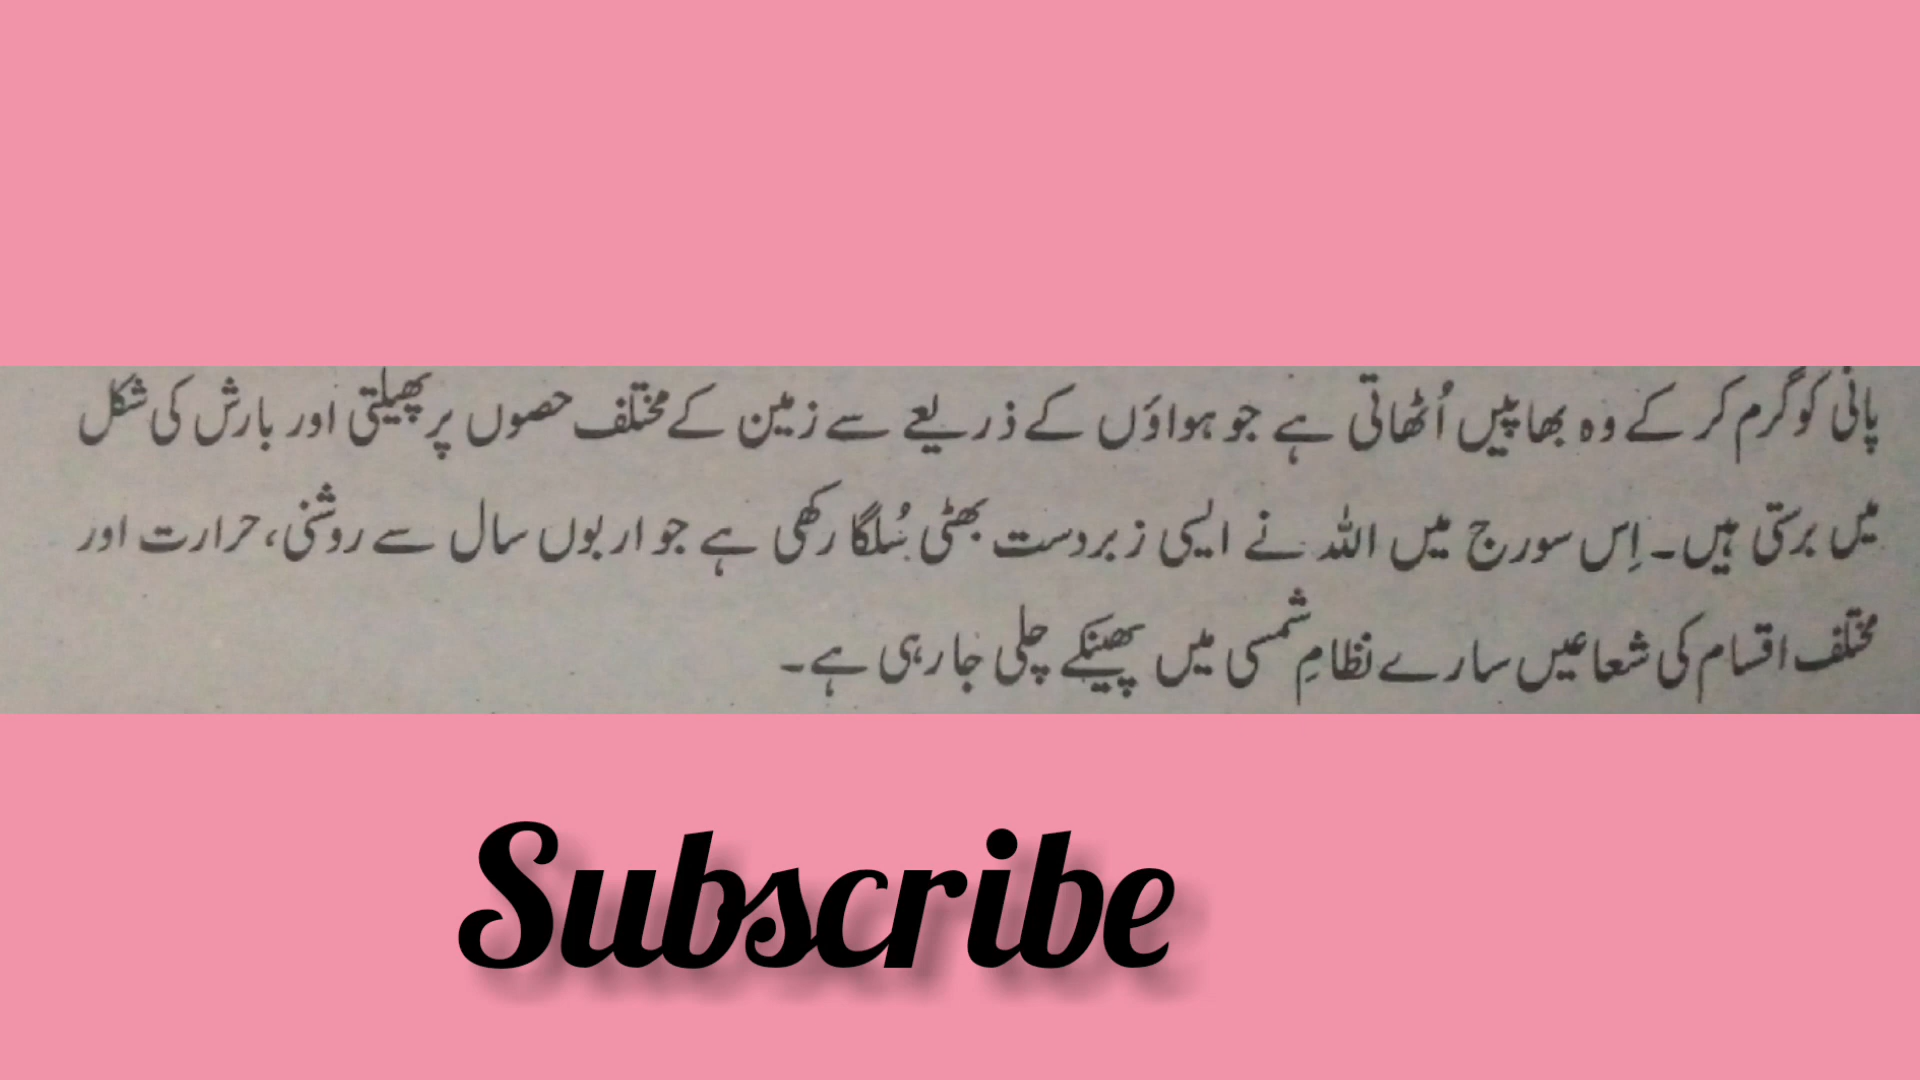 پانی کو گرم کر کے وہ بھاپیں اُٹھاتی ہے جو ہواؤں کے ذریعے سے زمین کے مختلف حصوں پر پھیلتی اور بارش کی شکل
میں برستی ہیں۔ اِس سورج میں اللہ نے ایسی زبردست بھٹی سُلگا رکھی ہے جو اربوں سال سے روشنی، حرارت اور
مختلف اقسام کی شعاعیں سارے نظامِ شمسی میں پھینکے چلی جا رہی ہے۔
Subscribe